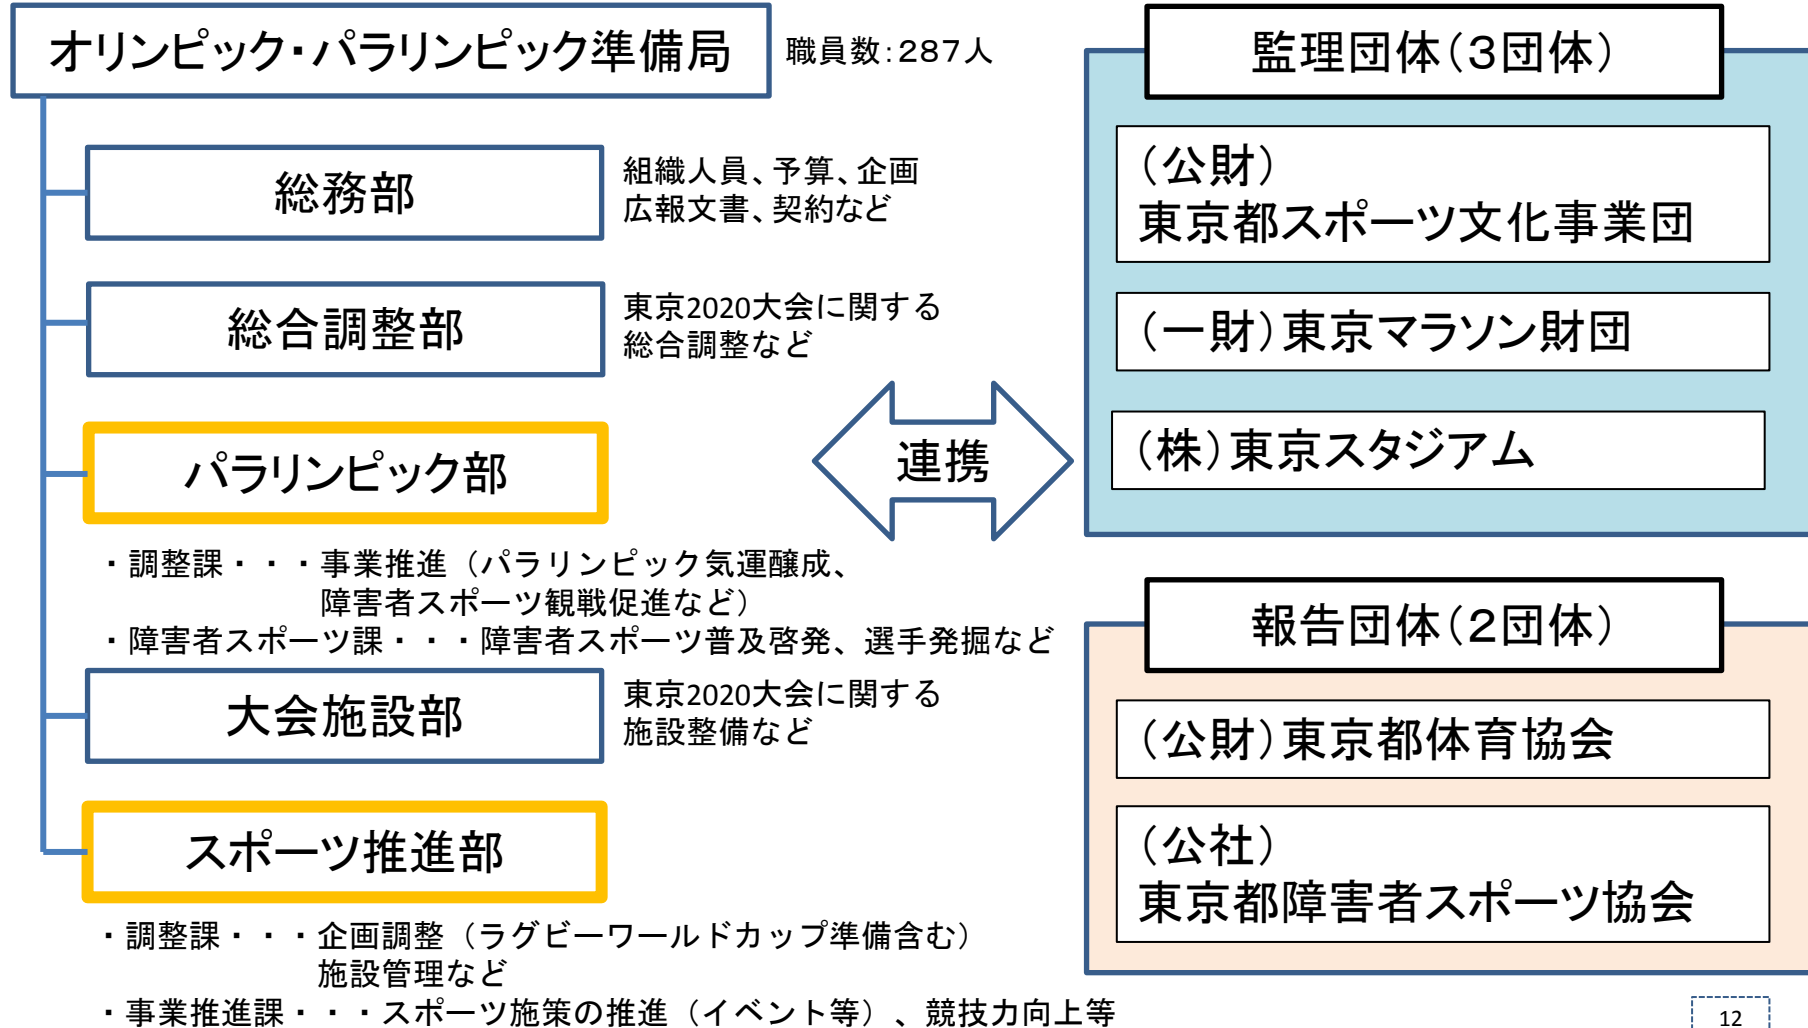 オリンピック・パラリンピック準備局
職員数：２８７人
総務部
組織人員、予算、企画
広報文書、契約など
総合調整部
東京2020大会に関する
総合調整など
パラリンピック部
・調整課・・・事業推進（パラリンピック気運醸成、
障害者スポーツ観戦促進など）
・障害者スポーツ課・・・障害者スポーツ普及啓発、選手発掘など
大会施設部
東京2020大会に関する
施設整備など
スポーツ推進部
・調整課・・・企画調整（ラグビーワールドカップ準備含む）
施設管理など
・事業推進課・・・スポーツ施策の推進（イベント等）、競技力向上等
連携
監理団体（３団体）
（公財）
東京都スポーツ文化事業団
（一財）東京マラソン財団
（株）東京スタジアム
報告団体（２団体）
（公財）東京都体育協会
（公社）
東京都障害者スポーツ協会
12